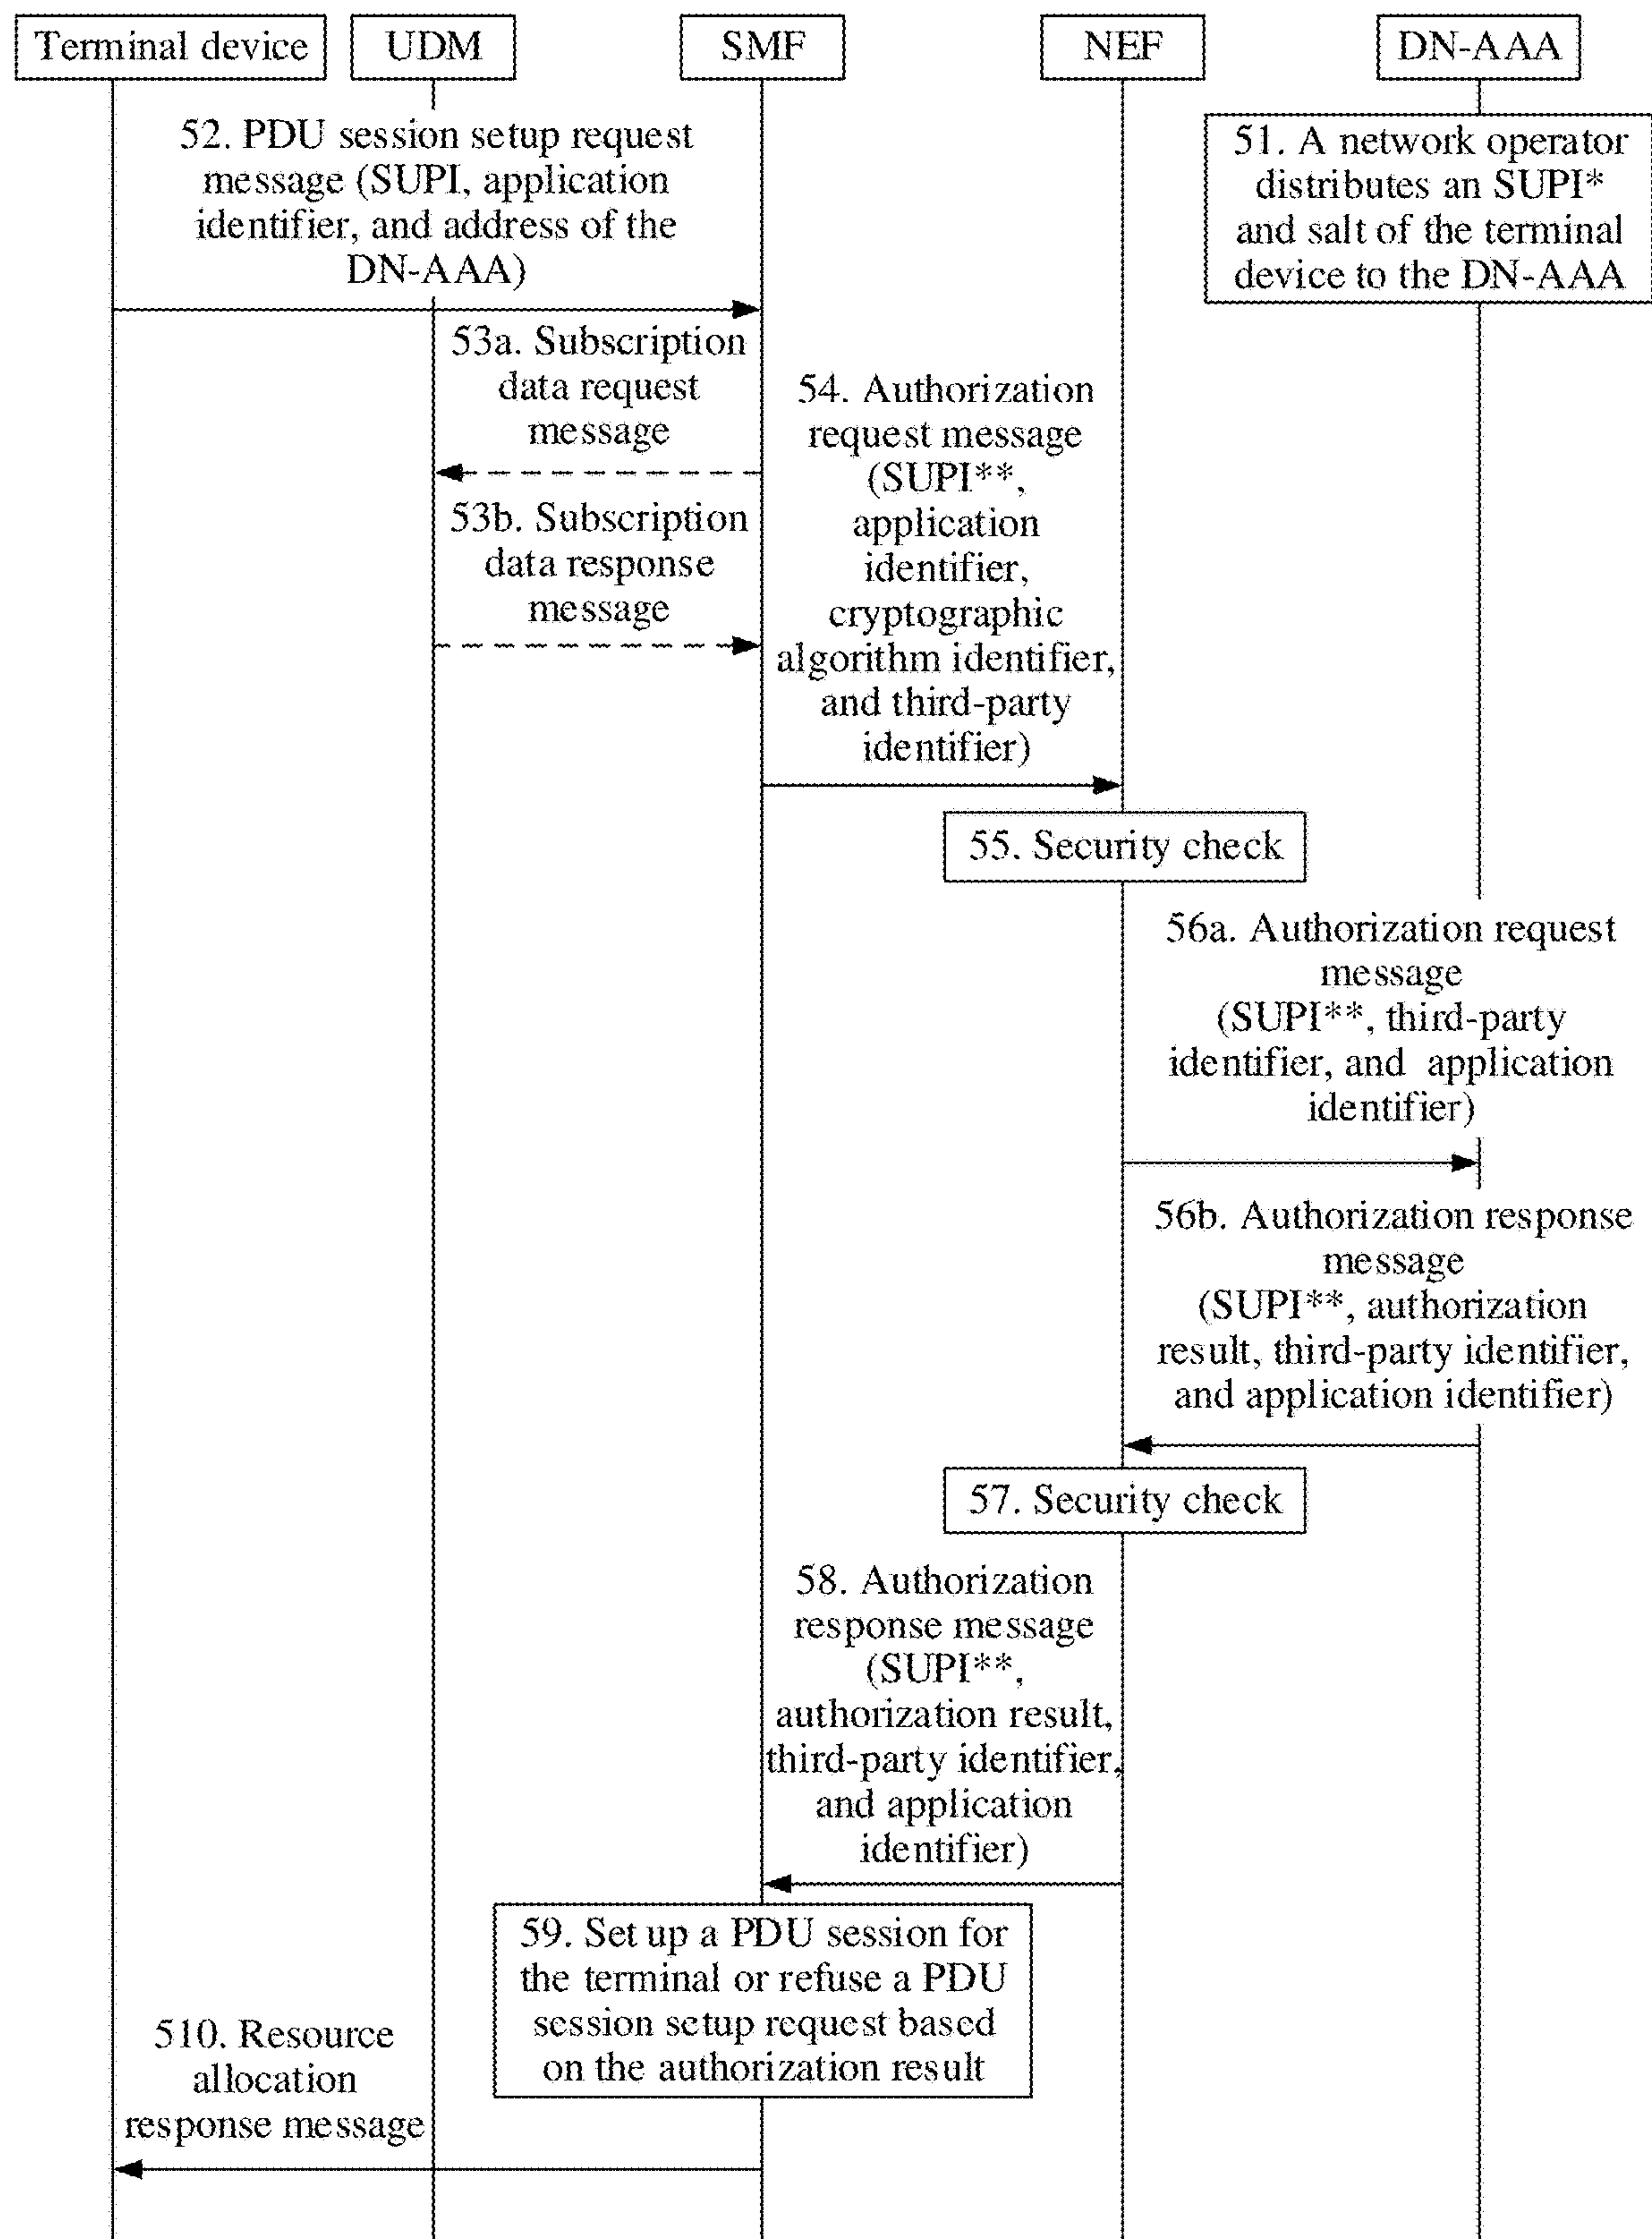 Terminal device
UDM
SMF
NEF
DN-AAA
51. A network operator
distributes an SUPI*
and salt of the terminal
device to the DN-AAA
52. PDU session setup request
message (SUPI, application
identifier, and address of the
DN-AAA)
53a. Subscription
data request
message
53b. Subscription
data response
message
54. Authorization
request message
(SUPI**,
application
identifier,
cryptographic
algorithm identifier,
and third-party
identifier)
55. Security check
56a. Authorization request
message
(SUPI**, third-party
identifier, and application
identifier)
56b. Authorization response
message
(SUPI**, authorization
result, third-party identifier,
and application identifier)
57. Security check
58. Authorization
response message
(SUPI**,
authorization result,
third-party identifier,
and application
identifier)
59. Set up a PDU session for
the terminal or refuse a PDU
session setup request based
on the authorization result
510. Resource
allocation
response message